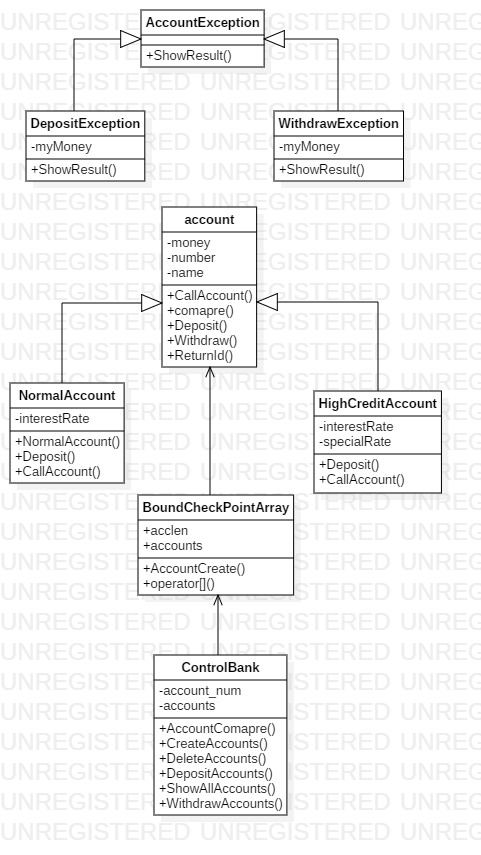 AccountException
+ShowResult()
DepositException
-myMoney
+ShowResult()
WithdrawException
-myMoney
+ShowResult()
account
-money
-number
-name
+CallAccount()
+comapre()
+Deposit()
+Withdraw()
+ReturnId()
NormalAccount
-interestRate
+NormalAccount()
+Deposit()
+CallAccount()
HighCreditAccount
-interestRate
-specialRate
+Deposit()
+CallAccount()
BoundCheckPointArray
+acclen
+accounts
+AccountCreate()
+operator[]()
ControlBank
-account_num
-accounts
+AccountComapre()
+CreateAccounts()
+DeleteAccounts()
+DepositAccounts()
+ShowAllAccounts()
+WithdrawAccounts()
UNREGISTERED